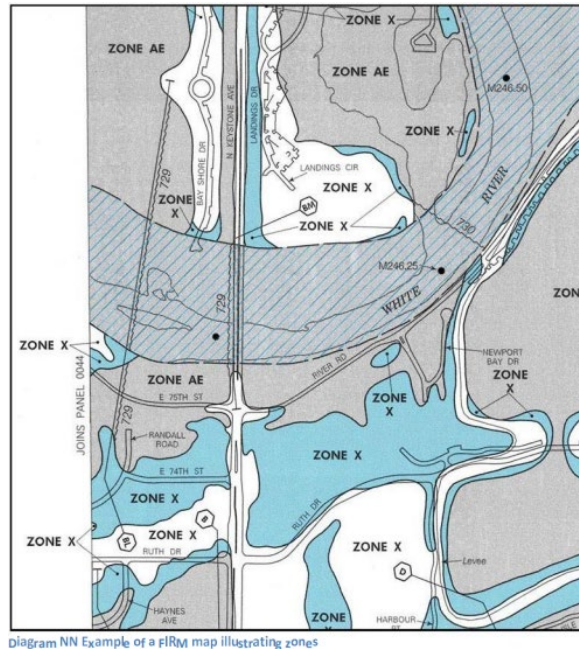 ZONE X
ZONE AE
ZONE X
ZONE AE
M246.50
N KEYSTONE AVE
LANDINGS DR
BAY SHORE DR
729
ZONE X
LANDINGS CIR
ZONE
X
ZONE X
BM
ZONE X
730
RIVER
M246.25
WHITE
729
ZONE X
ZONE X
JOINS PANEL 0044
ZONE AE
E 75TH ST
RIVER RD
NEWPORT
BAY DR
ZONE
X
ZONE
X
729
RANDALL
ROAD
E 74TH ST
ZONE X
ZONE X
RUTH DR
ZONE X
B
ZONE X
RUTH DR
D
Levee
HAYNES
AVE
ZONE
X
HARBOUR
Diagram NN Example of a FIRM map illustrating zones